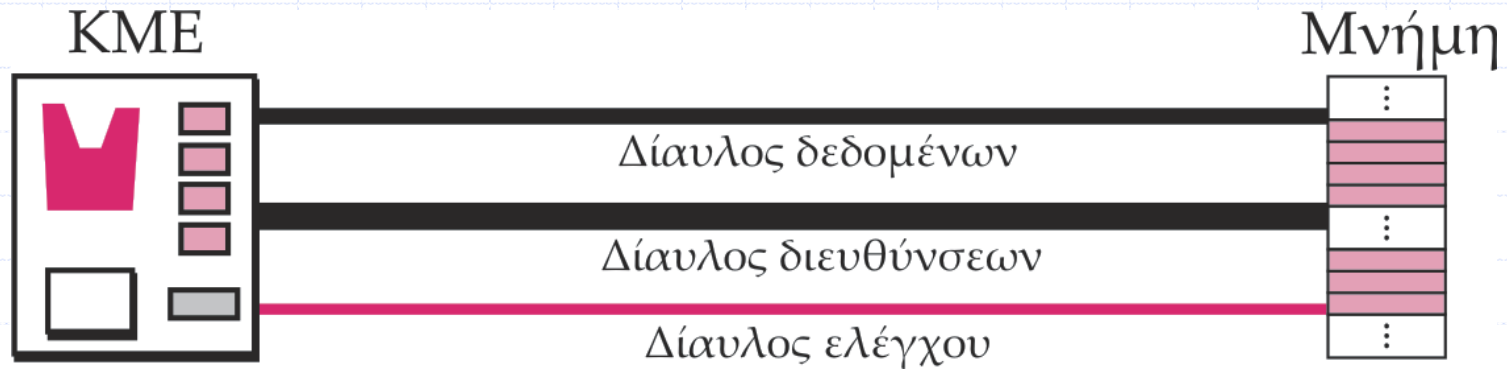 ΚΜΕ
Μνήμη
Δίαυλος δεδομένων
Δίαυλος διευθύνσεων
Δίαυλος ελέγχου